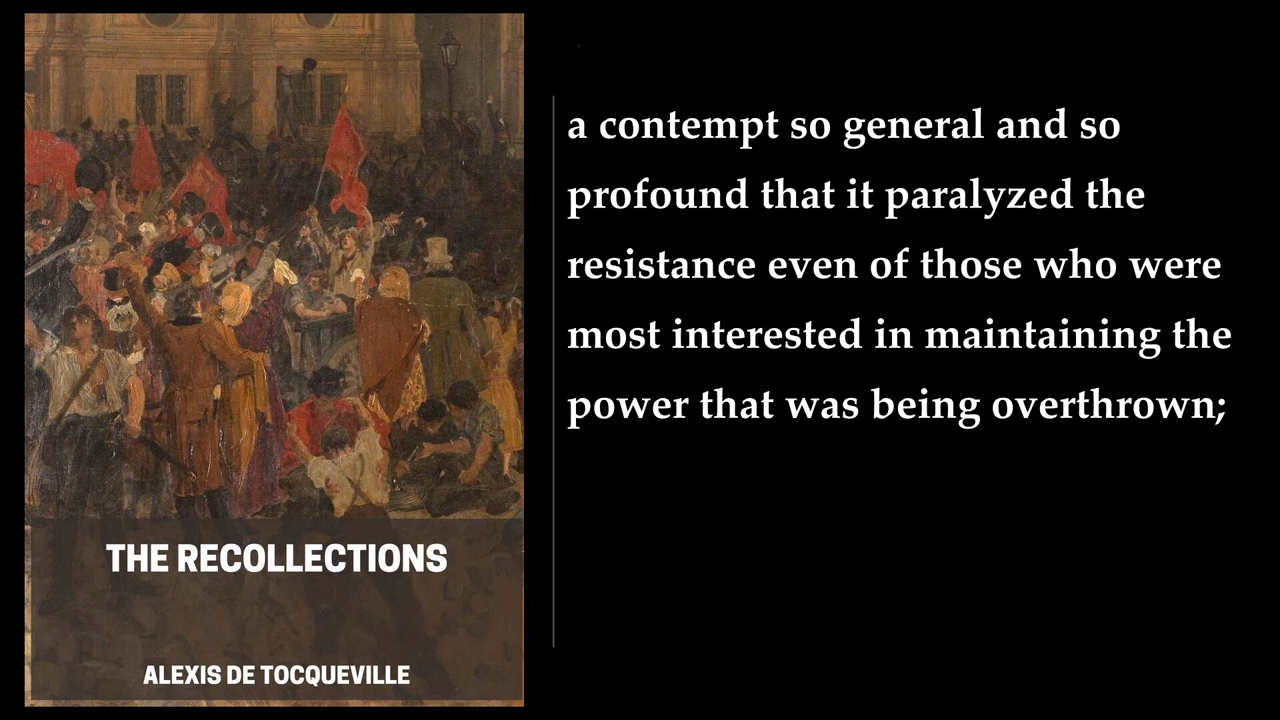 a contempt so general and so
profound that it paralyzed the
resistance even of those who were
most interested in maintaining the
power that was being overthrown;
THE RECOLLECTIONS
ALEXIS DE TOCQUEVILLE